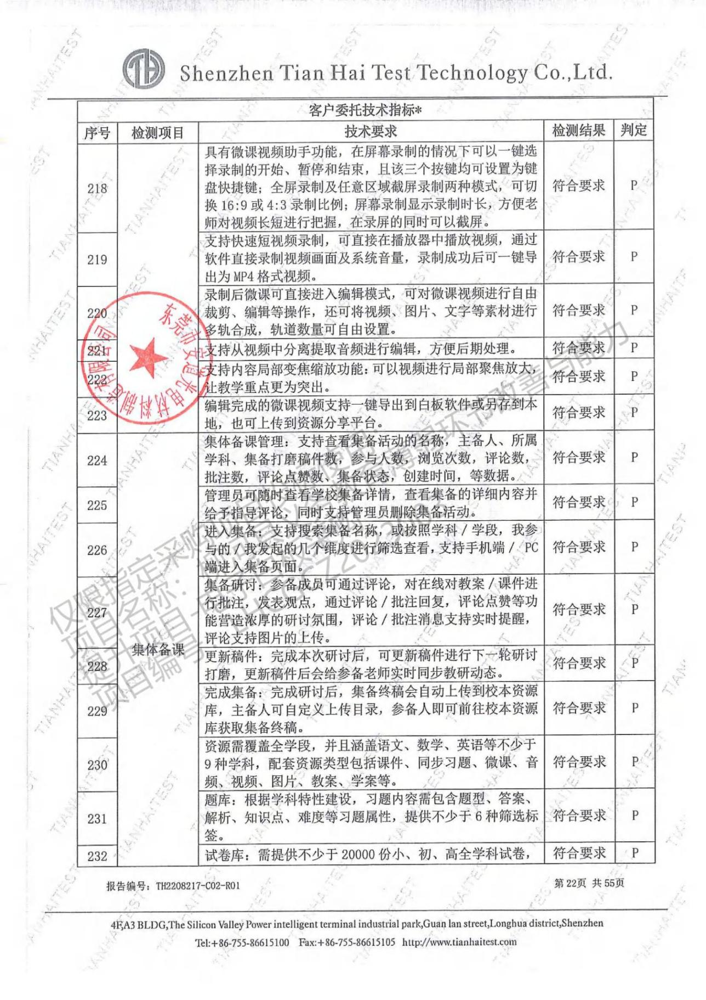 Shenzhen Tian Hai Test Technology Co.,Ltd.
客户委托技术指标*
序号 检测项目 技术要求 检测结果 判定
218
具有微课视频助手功能，在屏幕录制的情况下可以一键选
择录制的开始、暂停和结束，且该三个按键均可设置为键
盘快捷键；全屏录制及任意区域截屏录制两种模式，可切
换 16:9 或 4:3 录制比例；屏幕录制显示录制时长，方便老
师对视频长短进行把握，在录屏的同时可以截屏。
符合要求 P
219
支持快速短视频录制，可直接在播放器中播放视频，通过
软件直接录制视频画面及系统音量，录制成功后可一键导
出为 MP4 格式视频。
符合要求 P
220
录制后微课可直接进入编辑模式，可对微课视频进行自由
裁剪、编辑等操作，还可将视频、图片、文字等素材进行
多轨合成，轨道数量可自由设置。
符合要求 P
221 支持从视频中分离提取音频进行编辑，方便后期处理。 符合要求 P
222
支持内容局部变焦缩放功能：可以视频进行局部聚焦放大，
让教学重点更为突出。
符合要求 P
223
编辑完成的微课视频支持一键导出到白板软件或另存到本
地，也可上传到资源分享平台。
符合要求 P
集体备课
224
集体备课管理：支持查看集备活动的名称，主备人、所属
学科、集备打磨稿件数，参与人数，浏览次数，评论数，
批注数，评论点赞数、集备状态，创建时间，等数据。
符合要求 P
225
管理员可随时查看学校集备详情，查看集备的详细内容并
给予指导评论，同时支持管理员删除集备活动。
符合要求 P
226
进入集备：支持搜索集备名称，或按照学科 / 学段，我参
与的 / 我发起的几个维度进行筛选查看，支持手机端 / PC
端进入集备页面。
符合要求 P
227
集备研讨：参备成员可通过评论，对在线对教案 / 课件进
行批注，发表观点，通过评论 / 批注回复，评论点赞等功
能营造浓厚的研讨氛围，评论 / 批注消息支持实时提醒，
评论支持图片的上传。
符合要求 P
228
更新稿件：完成本次研讨后，可更新稿件进行下一轮研讨
打磨，更新稿件后会给参备老师实时同步教研动态。
符合要求 P
229
完成集备：完成研讨后，集备终稿会自动上传到校本资源
库，主备人可自定义上传目录，参备人即可前往校本资源
库获取集备终稿。
符合要求 P
230
资源需覆盖全学段，并且涵盖语文、数学、英语等不少于
9 种学科，配套资源类型包括课件、同步习题、微课、音
频、视频、图片、教案、学案等。
符合要求 P
231
题库：根据学科特性建设，习题内容需包含题型、答案、
解析、知识点、难度等习题属性，提供不少于 6 种筛选标
签。
符合要求 P
232 试卷库：需提供不少于 20000 份小、初、高全学科试卷， 符合要求 P
东莞市安道光电材料制造有限公司
报告编号：TH2208217-C02-R01 第 22页 共 55页
4F,A3 BLDG,The Silicon Valley Power intelligent terminal industrial park,Guan lan street,Longhua district,Shenzhen
Tel:+86-755-86615100 Fax:+86-755-86615105 http://www.tianhaitest.com